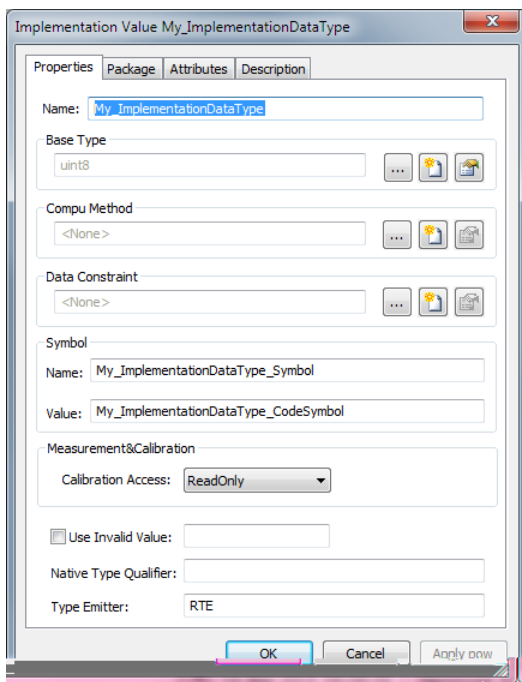 Implementation Value My_ImplementationDataType
Properties Package Attributes Description
Name: My_ImplementationDataType
Base Type
uint8 ...
Compu Method
<None> ...
Data Constraint
<None> ...
Symbol
Name: My_ImplementationDataType_Symbol
Value: My_ImplementationDataType_CodeSymbol
Measurement&Calibration
Calibration Access: ReadOnly
Use Invalid Value:
Native Type Qualifier:
Type Emitter: RTE
OK Cancel Apply now